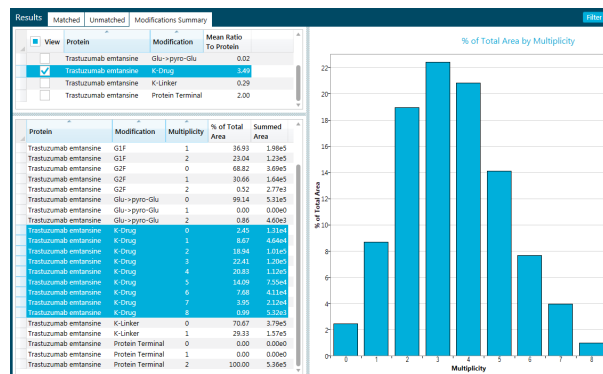 Results Matched Unmatched Modifications Summary Filter
View Protein Modification Mean Ratio To Protein
Trastuzumab emtansine Glu->pyro-Glu 0.02
Trastuzumab emtansine K-Drug 3.49
Trastuzumab emtansine K-Linker 0.29
Trastuzumab emtansine Protein Terminal 2.00
Protein Modification Multiplicity % of Total Area Summed Area
Trastuzumab emtansine G1F 1 36.93 1.98e5
Trastuzumab emtansine G1F 2 23.04 1.23e5
Trastuzumab emtansine G2F 0 68.82 3.69e5
Trastuzumab emtansine G2F 1 30.66 1.64e5
Trastuzumab emtansine G2F 2 0.52 2.77e3
Trastuzumab emtansine Glu->pyro-Glu 0 99.14 5.31e5
Trastuzumab emtansine Glu->pyro-Glu 1 0.00 0.00e0
Trastuzumab emtansine Glu->pyro-Glu 2 0.86 4.60e3
Trastuzumab emtansine K-Drug 0 2.45 1.31e4
Trastuzumab emtansine K-Drug 1 8.67 4.64e4
Trastuzumab emtansine K-Drug 2 18.94 1.01e5
Trastuzumab emtansine K-Drug 3 22.41 1.20e5
Trastuzumab emtansine K-Drug 4 20.83 1.12e5
Trastuzumab emtansine K-Drug 5 14.09 7.55e4
Trastuzumab emtansine K-Drug 6 7.68 4.11e4
Trastuzumab emtansine K-Drug 7 3.95 2.12e4
Trastuzumab emtansine K-Drug 8 0.99 5.32e3
Trastuzumab emtansine K-Linker 0 70.67 3.79e5
Trastuzumab emtansine K-Linker 1 29.33 1.57e5
Trastuzumab emtansine Protein Terminal 0 0.00 0.00e0
Trastuzumab emtansine Protein Terminal 1 0.00 0.00e0
Trastuzumab emtansine Protein Terminal 2 100.00 5.36e5
% of Total Area by Multiplicity
% of Total Area
22
20
18
16
14
12
10
8
6
4
2
0
0 1 2 3 4 5 6 7 8
Multiplicity